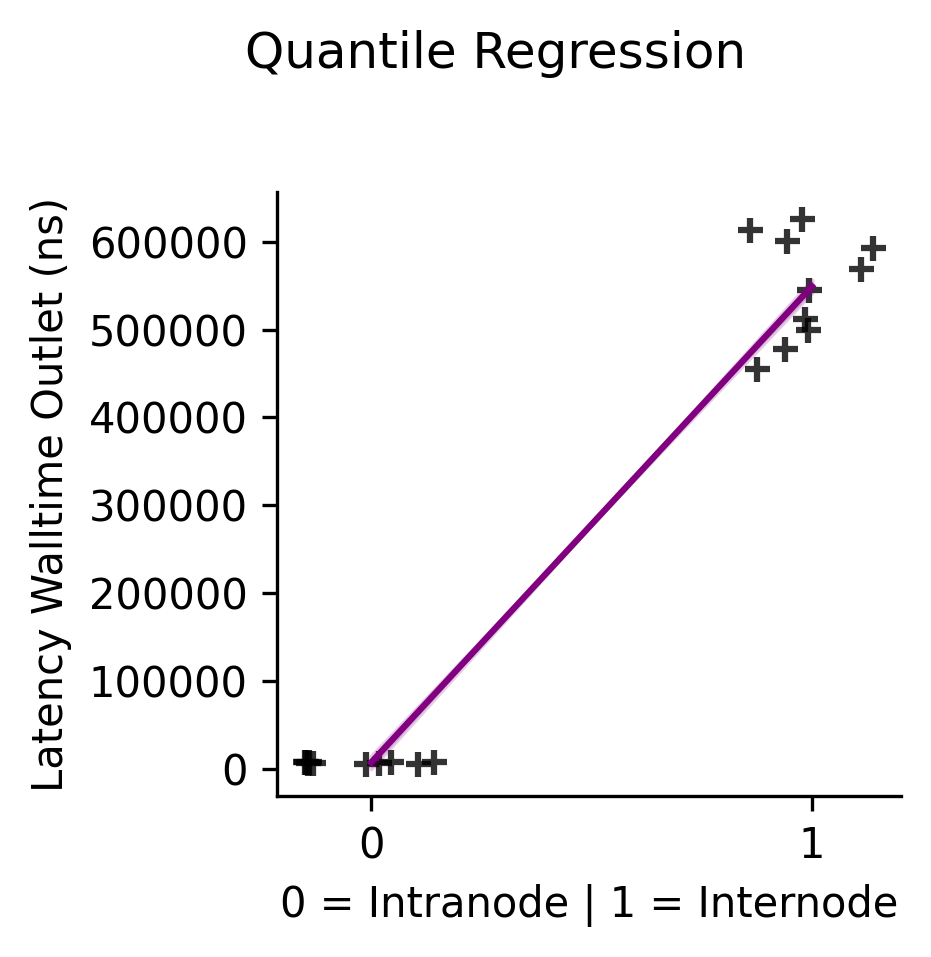 Quantile Regression
Latency Walltime Outlet (ns)
600000
500000
400000
300000
200000
100000
0
0 1
0 = Intranode | 1 = Internode